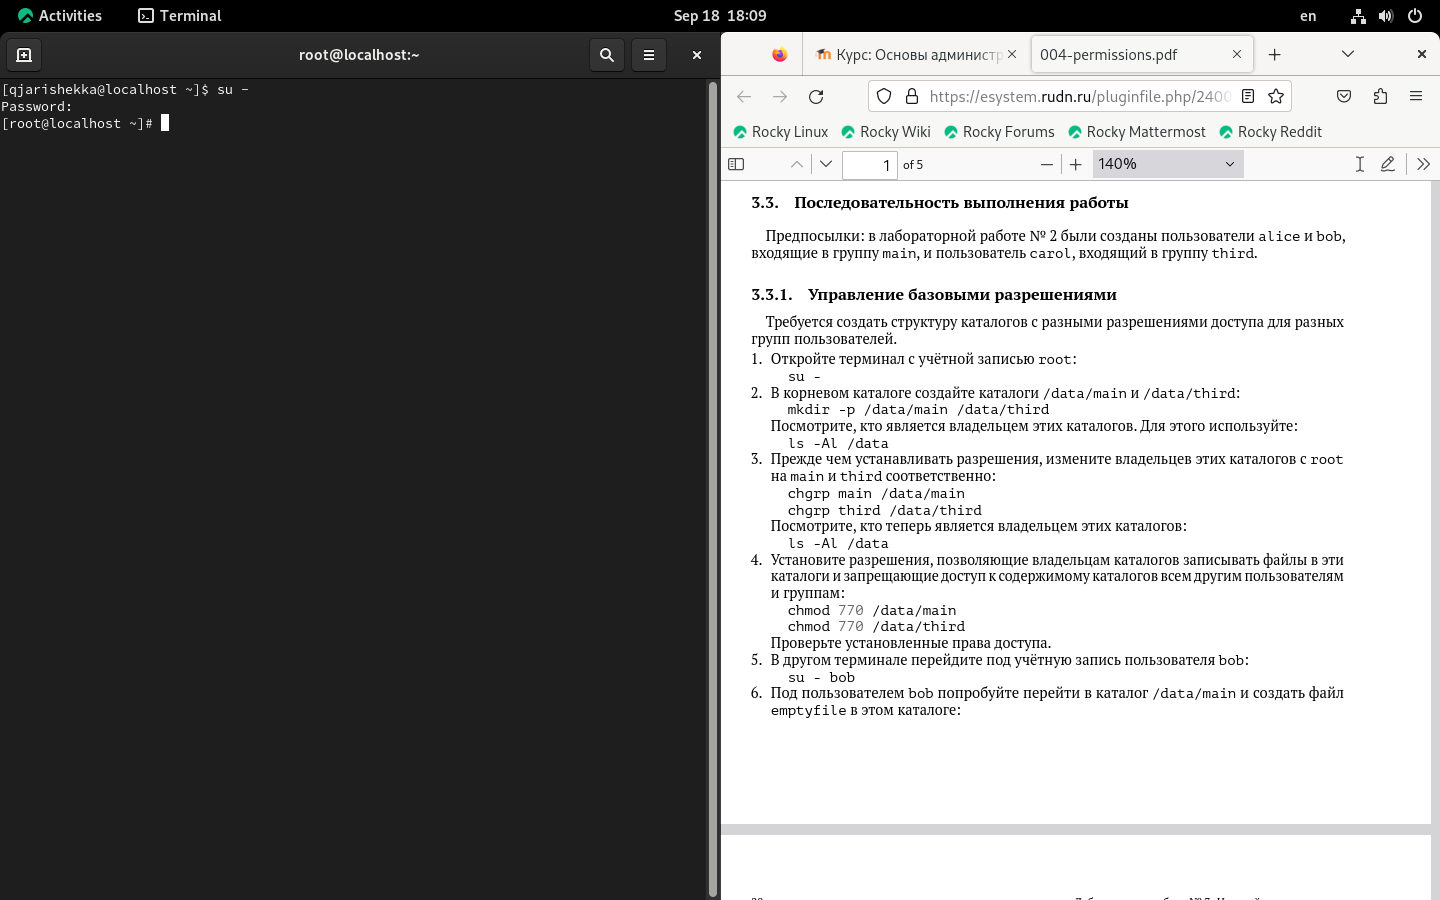 Activities
Terminal
Sep 18 18:09
en
root@localhost:~
[qjarishekka@localhost ~]$ su -
Password:
[root@localhost ~]#
Курс: Основы администр
004-permissions.pdf
https://esystem.rudn.ru/pluginfile.php/2400
Rocky Linux
Rocky Wiki
Rocky Forums
Rocky Mattermost
Rocky Reddit
1 of 5
140%
3.3. Последовательность выполнения работы
Предпосылки: в лабораторной работе № 2 были созданы пользователи alice и bob,
входящие в группу main, и пользователь carol, входящий в группу third.
3.3.1. Управление базовыми разрешениями
Требуется создать структуру каталогов с разными разрешениями доступа для разных
групп пользователей.
1. Откройте терминал с учётной записью root:
su -
2. В корневом каталоге создайте каталоги /data/main и /data/third:
mkdir -p /data/main /data/third
Посмотрите, кто является владельцем этих каталогов. Для этого используйте:
ls -Al /data
3. Прежде чем устанавливать разрешения, измените владельцев этих каталогов с root
на main и third соответственно:
chgrp main /data/main
chgrp third /data/third
Посмотрите, кто теперь является владельцем этих каталогов:
ls -Al /data
4. Установите разрешения, позволяющие владельцам каталогов записывать файлы в эти
каталоги и запрещающие доступ к содержимому каталогов всем другим пользователям
и группам:
chmod 770 /data/main
chmod 770 /data/third
Проверьте установленные права доступа.
5. В другом терминале перейдите под учётную запись пользователя bob:
su - bob
6. Под пользователем bob попробуйте перейти в каталог /data/main и создать файл
emptyfile в этом каталоге: